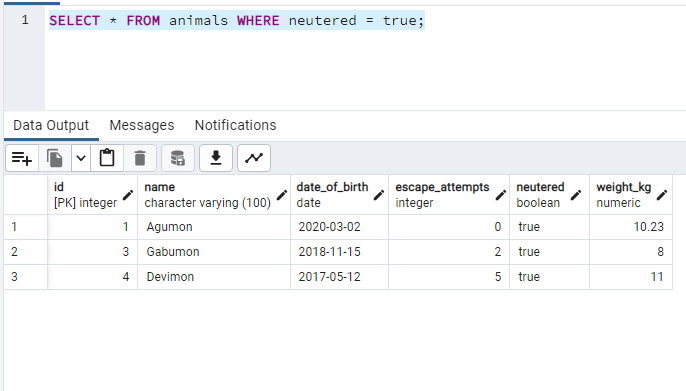 1 SELECT * FROM animals WHERE neutered = true;
Data Output Messages Notifications
id name date_of_birth escape_attempts neutered weight_kg
[PK] integer character varying (100) date integer boolean numeric
1 1 Agumon 2020-03-02 0 true 10.23
2 3 Gabumon 2018-11-15 2 true 8
3 4 Devimon 2017-05-12 5 true 11